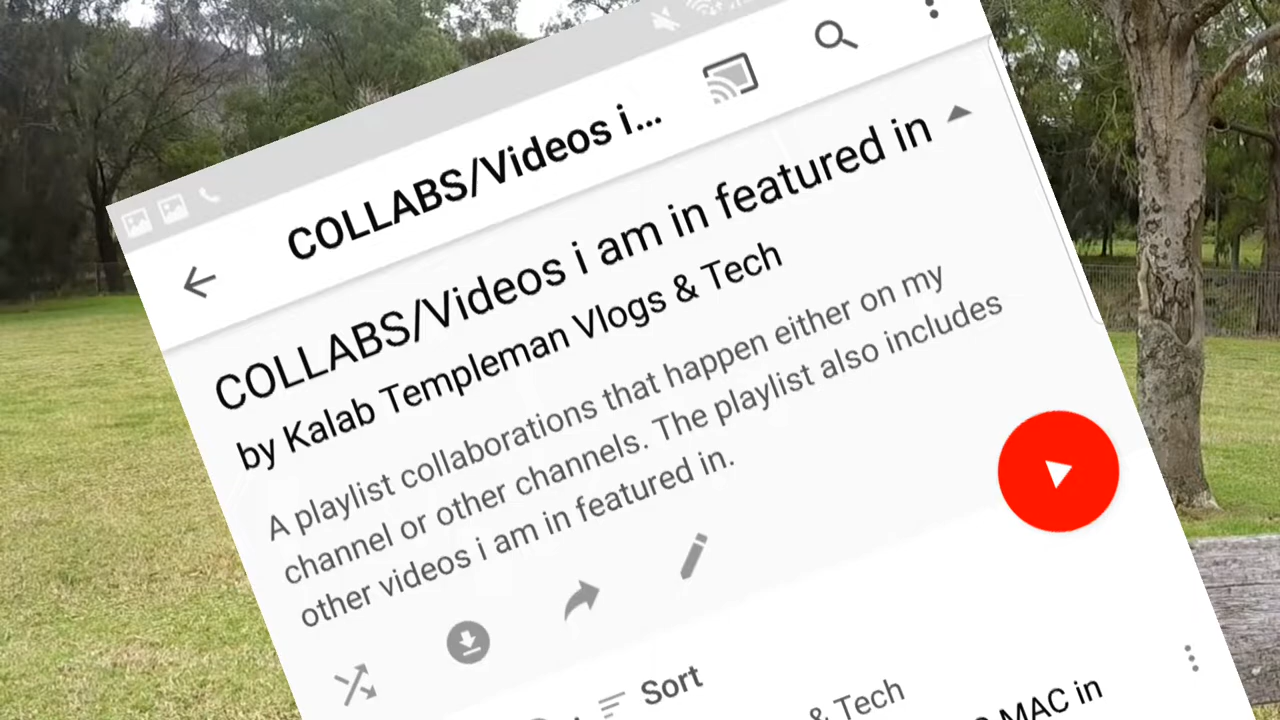 COLLABS/Videos i...
COLLABS/Videos i am in featured in
by Kalab Templeman Vlogs & Tech
A playlist collaborations that happen either on my
channel or other channels. The playlist also includes
other videos i am in featured in.
Sort
& Tech
MAC in